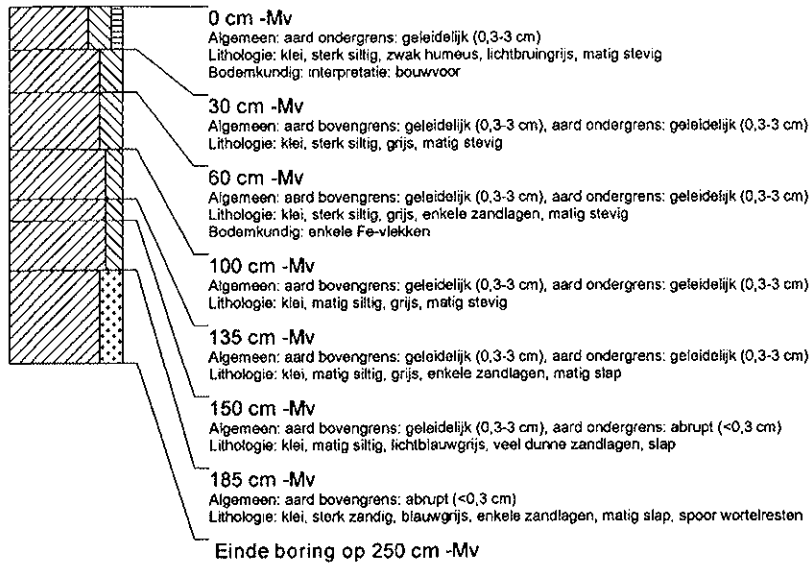 0 cm -Mv
Algemeen: aard ondergrens: geleidelijk (0,3-3 cm)
Lithologie: klei, sterk siltig, zwak humeus, lichtbruingrijs, matig stevig
Bodemkundig: interpretatie: bouwvoor
30 cm -Mv
Algemeen: aard bovengrens: geleidelijk (0,3-3 cm), aard ondergrens: geleidelijk (0,3-3 cm)
Lithologie: klei, sterk siltig, grijs, matig stevig
60 cm -Mv
Algemeen: aard bovengrens: geleidelijk (0,3-3 cm), aard ondergrens: geleidelijk (0,3-3 cm)
Lithologie: klei, sterk siltig, grijs, enkele zandlagen, matig stevig
Bodemkundig: enkele Fe-vlekken
100 cm -Mv
Algemeen: aard bovengrens: geleidelijk (0,3-3 cm), aard ondergrens: geleidelijk (0,3-3 cm)
Lithologie: klei, matig siltig, grijs, matig stevig
135 cm -Mv
Algemeen: aard bovengrens: geleidelijk (0,3-3 cm), aard ondergrens: geleidelijk (0,3-3 cm)
Lithologie: klei, matig siltig, grijs, enkele zandlagen, matig slap
150 cm -Mv
Algemeen: aard bovengrens: geleidelijk (0,3-3 cm), aard ondergrens: abrupt (<0,3 cm)
Lithologie: klei, matig siltig, lichtblauwgrijs, veel dunne zandlagen, slap
185 cm -Mv
Algemeen: aard bovengrens: abrupt (<0,3 cm)
Lithologie: klei, sterk zandig, blauwgrijs, enkele zandlagen, matig slap, spoor wortelresten
Einde boring op 250 cm -Mv